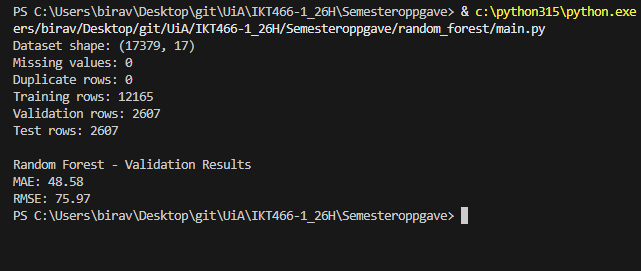 PS C:\Users\birav\Desktop\git\UiA\IKT466-1_26H\Semesteroppgave> & c:\python315\python.exe
ers/birav/Desktop/git/UiA/IKT466-1_26H/Semesteroppgave/random_forest/main.py
Dataset shape: (17379, 17)
Missing values: 0
Duplicate rows: 0
Training rows: 12165
Validation rows: 2607
Test rows: 2607
Random Forest - Validation Results
MAE: 48.58
RMSE: 75.97
PS C:\Users\birav\Desktop\git\UiA\IKT466-1_26H\Semesteroppgave>